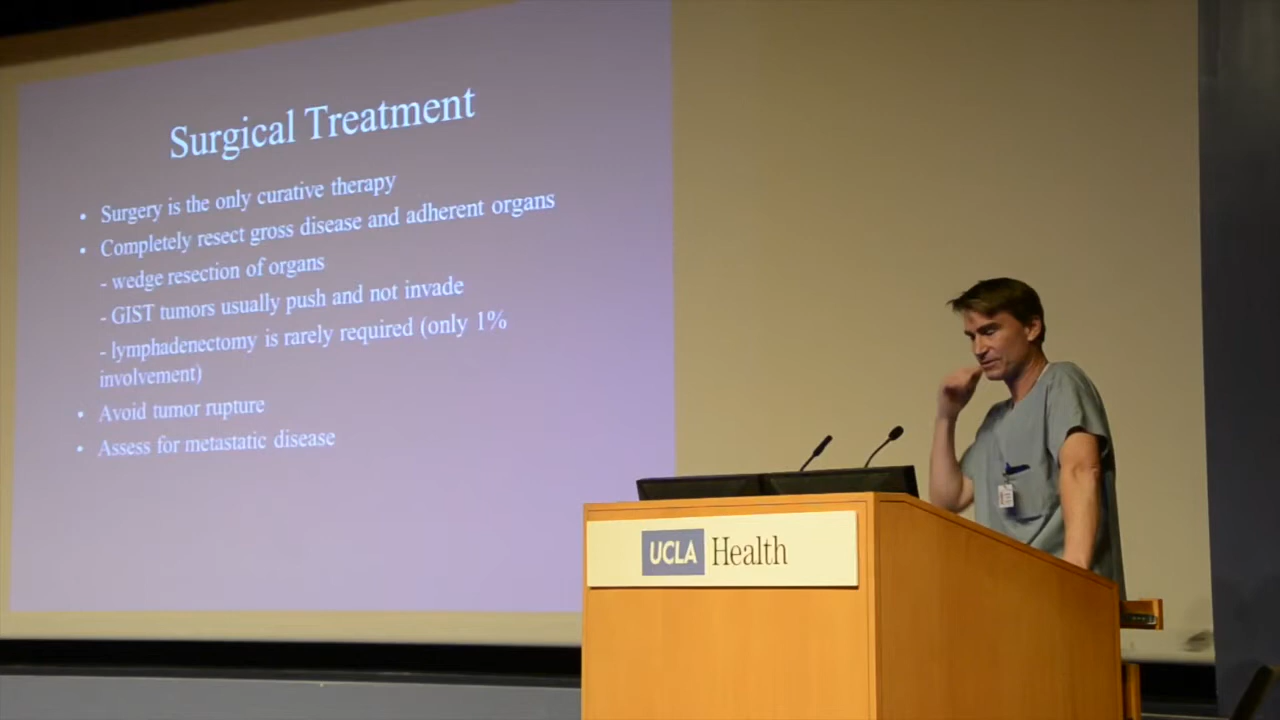 Surgical Treatment
• Surgery is the only curative therapy
• Completely resect gross disease and adherent organs
- wedge resection of organs
- GIST tumors usually push and not invade
- lymphadenectomy is rarely required (only 1%
involvement)
• Avoid tumor rupture
• Assess for metastatic disease
UCLA Health